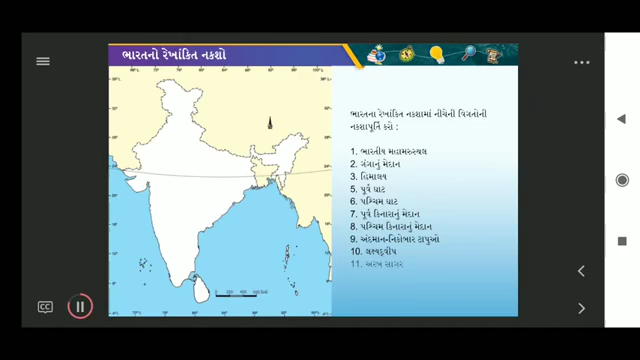 ભારતનો રેખાંકિત નકશો
ભારતના રેખાંકિત નકશામાં નીચેની વિગતોની
નકશાપૂર્તિ કરો :
1. ભારતીય મહામરુસ્થલ
2. ગંગાનું મેદાન
3. હિમાલય
5. પૂર્વ ઘાટ
6. પશ્ચિમ ઘાટ
7. પૂર્વ કિનારાનું મેદાન
8. પશ્ચિમ કિનારાનું મેદાન
9. અંદમાન-નિકોબાર ટાપુઓ
10. લક્ષદ્વીપ
11. અરબ સાગર
CC